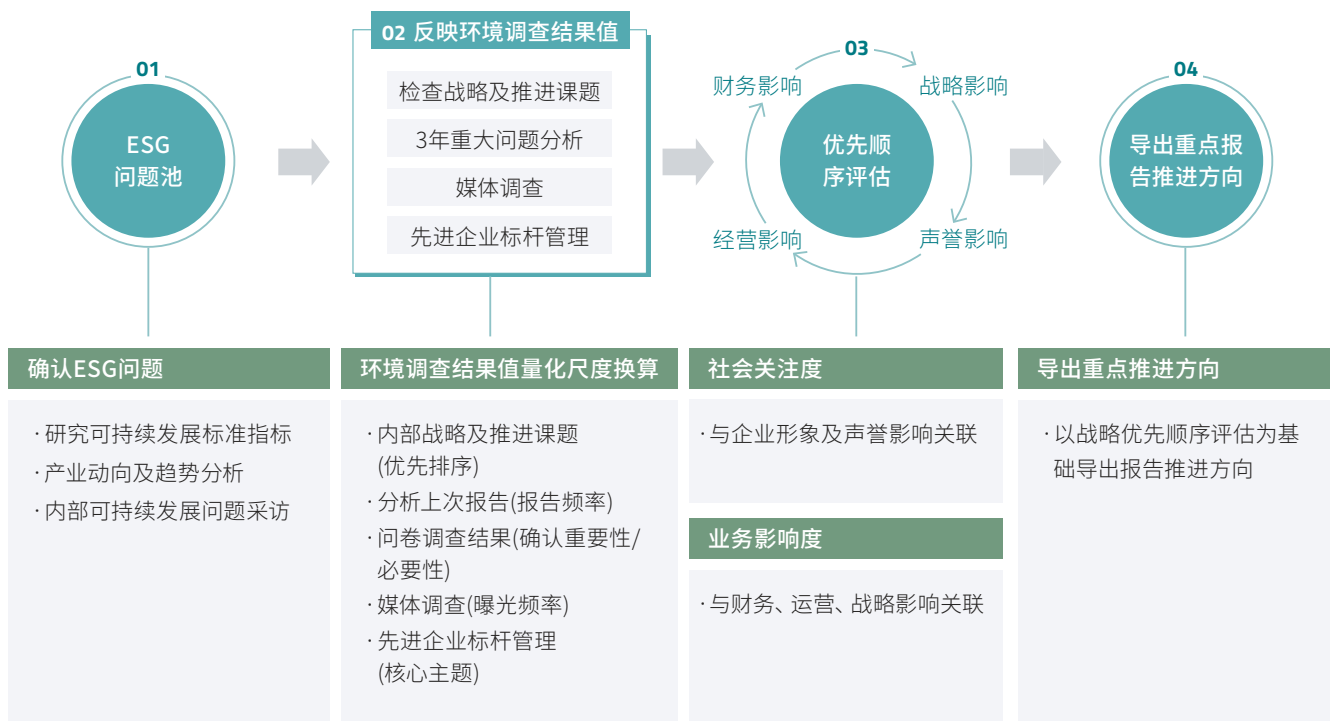 01
ESG
问题池
02 反映环境调查结果值
检查战略及推进课题
3年重大问题分析
媒体调查
先进企业标杆管理
03
财务影响
战略影响
优先顺
序评估
经营影响
声誉影响
04
导出重点报
告推进方向
确认ESG问题
·研究可持续发展标准指标
·产业动向及趋势分析
·内部可持续发展问题采访
环境调查结果值量化尺度换算
·内部战略及推进课题
(优先排序)
·分析上次报告(报告频率)
·问卷调查结果(确认重要性/
必要性)
·媒体调查(曝光频率)
·先进企业标杆管理
(核心主题)
社会关注度
·与企业形象及声誉影响关联
业务影响度
·与财务、运营、战略影响关联
导出重点推进方向
·以战略优先顺序评估为基
础导出报告推进方向